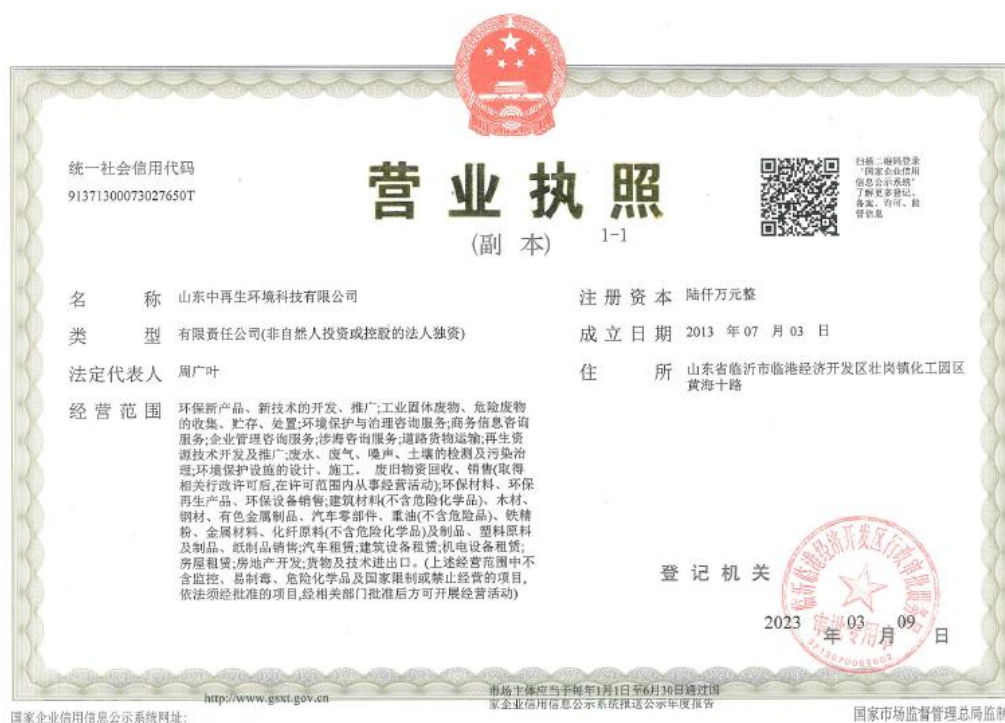 统一社会信用代码
91371300073027650T
营业执照
(副 本) 1-1
扫描二维码登录
‘国家企业信用
信息公示系统’
了解更多登记、
备案、许可、监
管信息
名 称 山东中再生环境科技有限公司
类 型 有限责任公司(非自然人投资或控股的法人独资)
法定代表人 周广叶
经营范围 环保新产品、新技术的开发、推广;工业固体废物、危险废物
的收集、贮存、处置;环境保护与治理咨询服务;商务信息咨询
服务;企业管理咨询服务;涉海咨询服务;道路货物运输;再生资
源技术开发及推广;废水、废气、噪声、土壤的检测及污染治
理;环境保护设施的设计、施工。 废旧物资回收、销售(取得
相关行政许可后,在许可范围内从事经营活动);环保材料、环保
再生产品、环保设备销售;建筑材料(不含危险化学品)、木材、
钢材、有色金属制品、汽车零部件、重油(不含危险品)、铁精
粉、金属材料、化纤原料(不含危险化学品)及制品、塑料原料
及制品、纸制品销售;汽车租赁;建筑设备租赁;机电设备租赁;
房屋租赁;房地产开发;货物及技术进出口。(上述经营范围中不
含监控、易制毒、危险化学品及国家限制或禁止经营的项目,
依法须经批准的项目,经相关部门批准后方可开展经营活动)
注册资本 陆仟万元整
成立日期 2013 年 07 月 03 日
住 所 山东省临沂市临港经济开发区壮岗镇化工园区
黄海十路
登记机关
临沂临港经济开发区行政审批服务局
审批专用章
2023 年 03 月 09 日
http://www.gsxt.gov.cn
市场主体应当于每年1月1日至6月30日通过国
家企业信用信息公示系统报送公示年度报告
国家企业信用信息公示系统网址:
国家市场监督管理总局监制